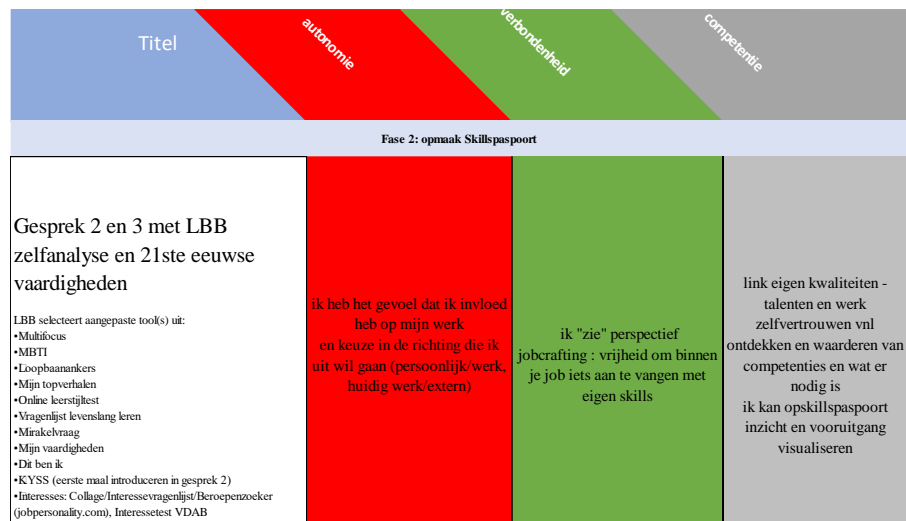 Titel
autonomie
verbondenheid
competentie
Fase 2: opmaak Skillspaspoort
Gesprek 2 en 3 met LBB
zelfanalyse en 21ste eeuwse
vaardigheden
LBB selecteert aangepaste tool(s) uit:
•Multifocus
•MBTI
•Loopbaanankers
•Mijn topverhalen
•Online leerstijltest
•Vragenlijst levenslang leren
•Mirakelvraag
•Mijn vaardigheden
•Dit ben ik
•KYSS (eerste maal introduceren in gesprek 2)
•Interesses: Collage/Interessevragenlijst/Beroepenzoeker
(jobpersonality.com), Interessetest VDAB
ik heb het gevoel dat ik invloed
heb op mijn werk
en keuze in de richting die ik
uit wil gaan (persoonlijk/werk,
huidig werk/extern)
ik "zie" perspectief
jobcrafting : vrijheid om binnen
je job iets aan te vangen met
eigen skills
link eigen kwaliteiten -
talenten en werk
zelfvertrouwen vnl
ontdekken en waarderen van
competenties en wat er
nodig is
ik kan opskillspaspoort
inzicht en vooruitgang
visualiseren